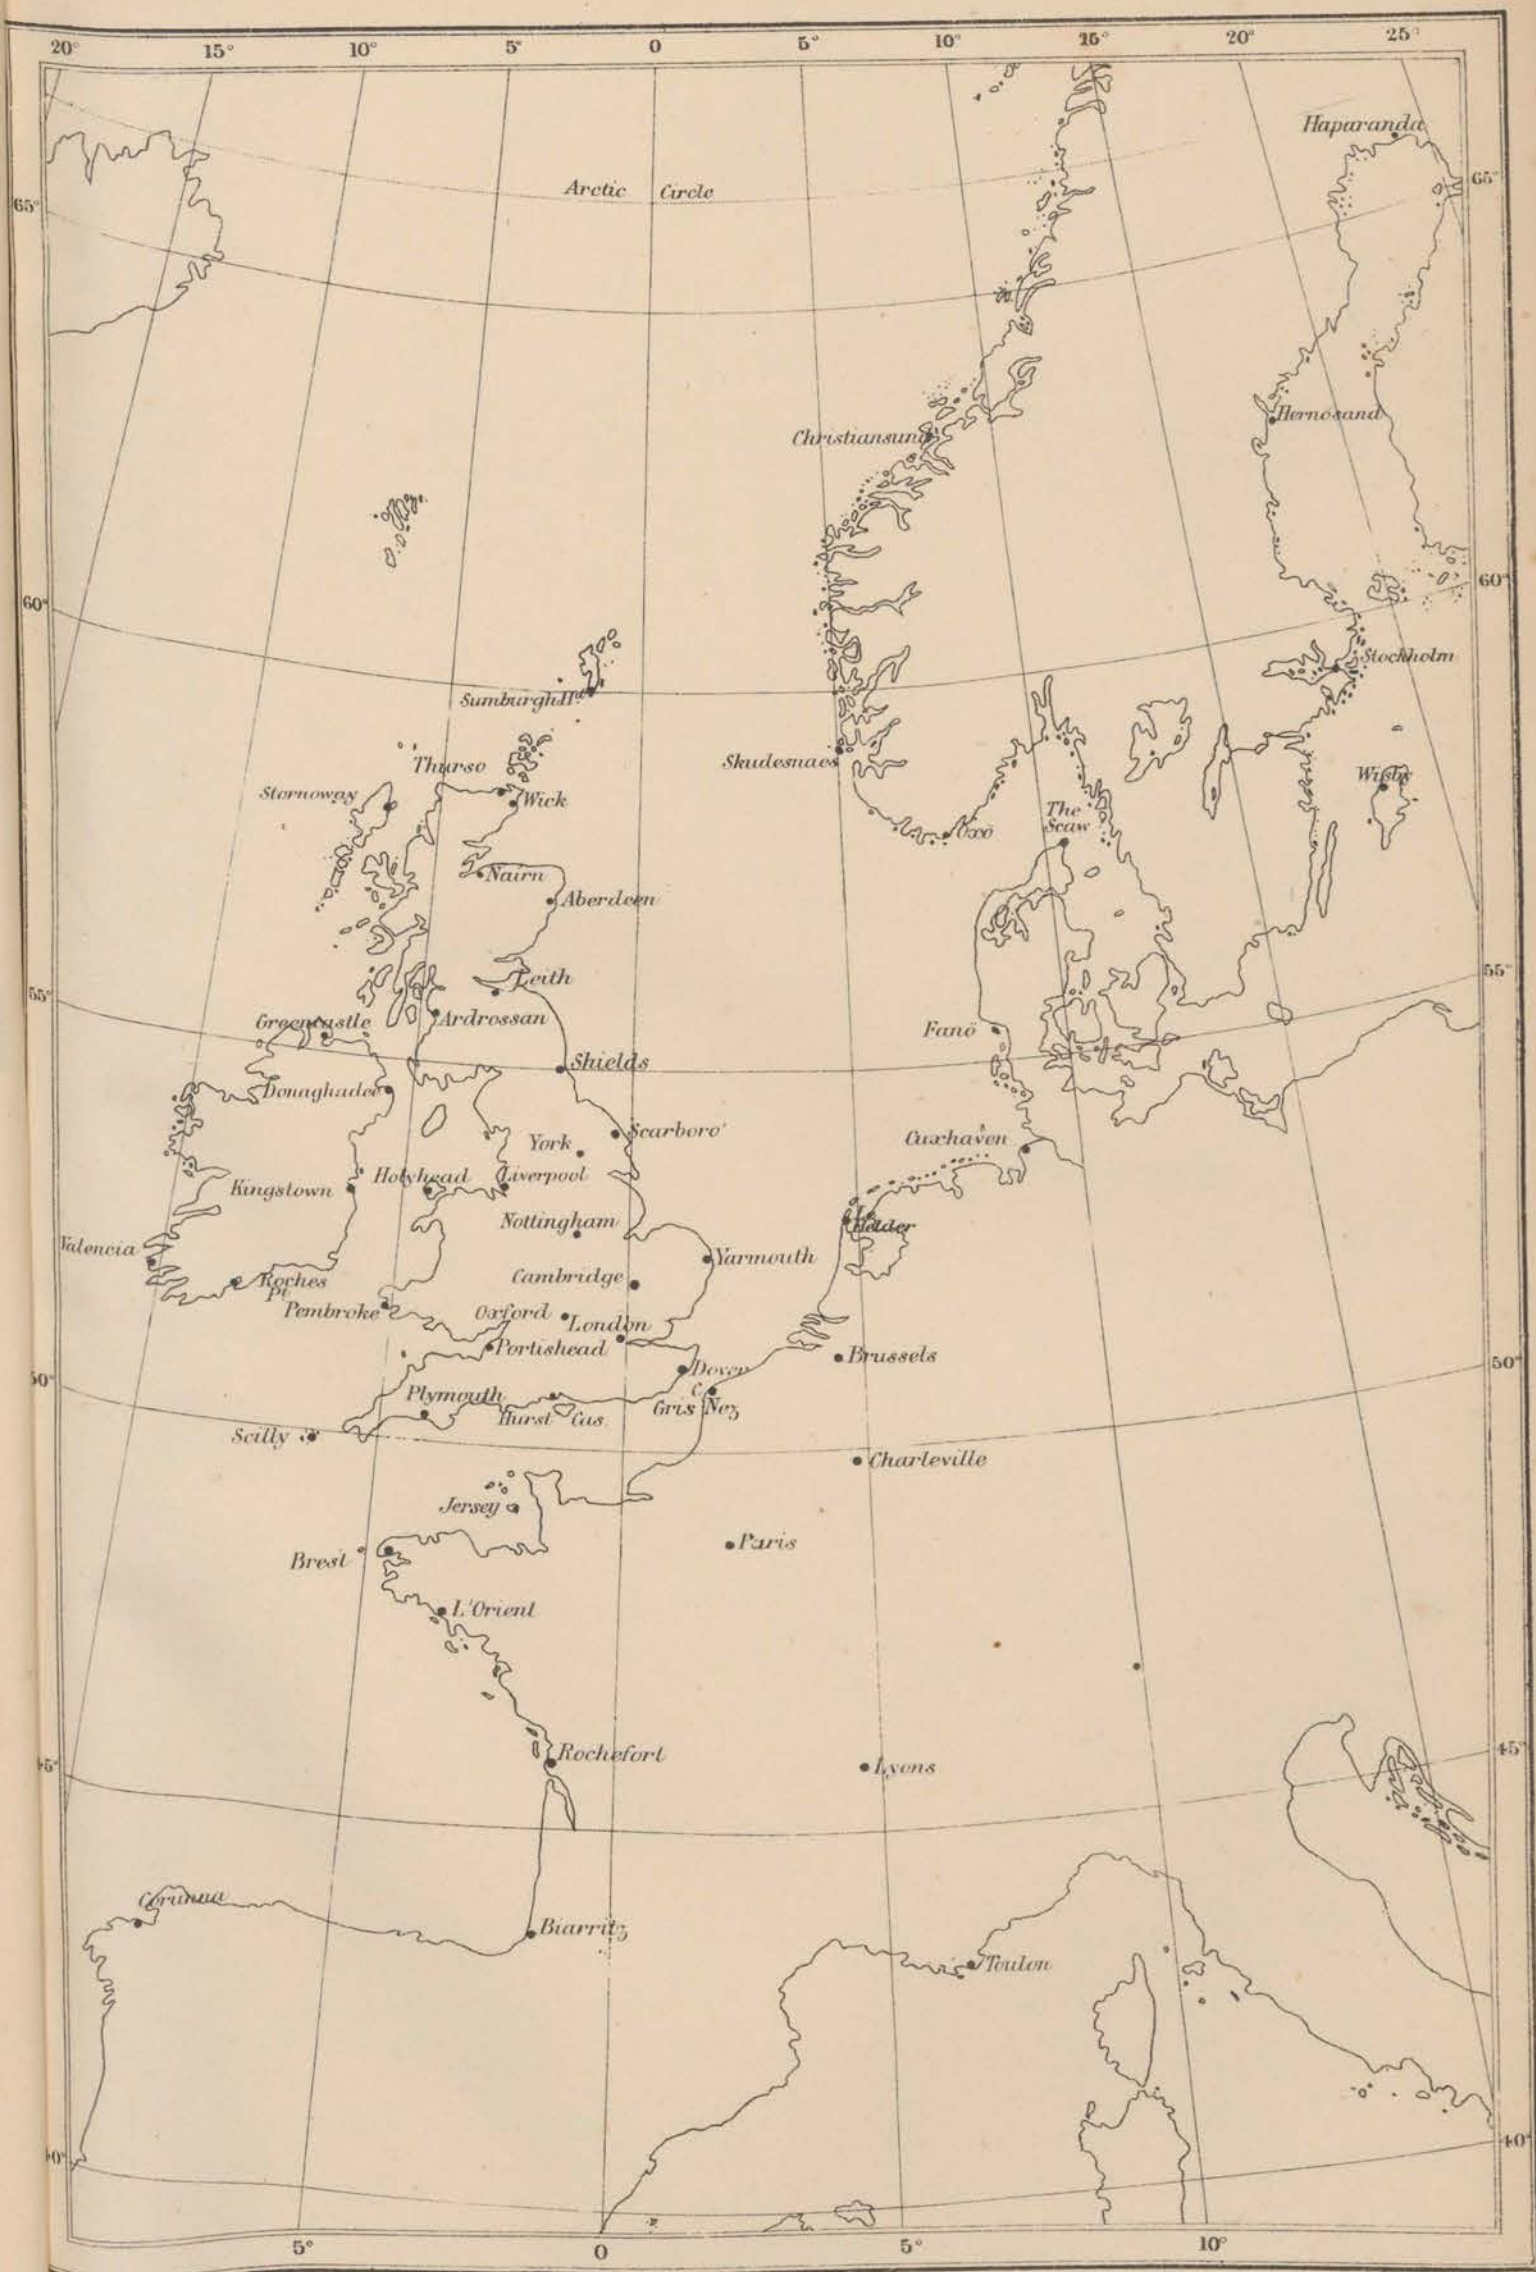 20° 15° 10° 5° 0 5° 10° 15° 20° 25°
Haparanda
65° Arctic Circle 65°
Hernosand
Christiansund
60° 60°
Stockholm
Sumburgh Hd
Skudesnaes
Thurso
Wisby
Stornoway
Wick
The
Scaw
Oxö
Nairn
Aberdeen
55°
Leith
55°
Greencastle
Ardrossan
Fanö
Shields
Donaghadee
Scarboro'
York
Cuxhaven
Holyhead
Liverpool
Kingstown
Nottingham
Helder
Valencia
Yarmouth
Cambridge
Roches
Pt.
Pembroke
Oxford
London
Portishead
Brussels
50°
Dover
50°
C.
Gris Nez
Plymouth
Hurst Cas.
Scilly
Charleville
Jersey
Paris
Brest
L'Orient
Rochefort
45°
Lyons
45°
Corunna
Biarritz
Toulon
40° 40°
5° 0 5° 10°